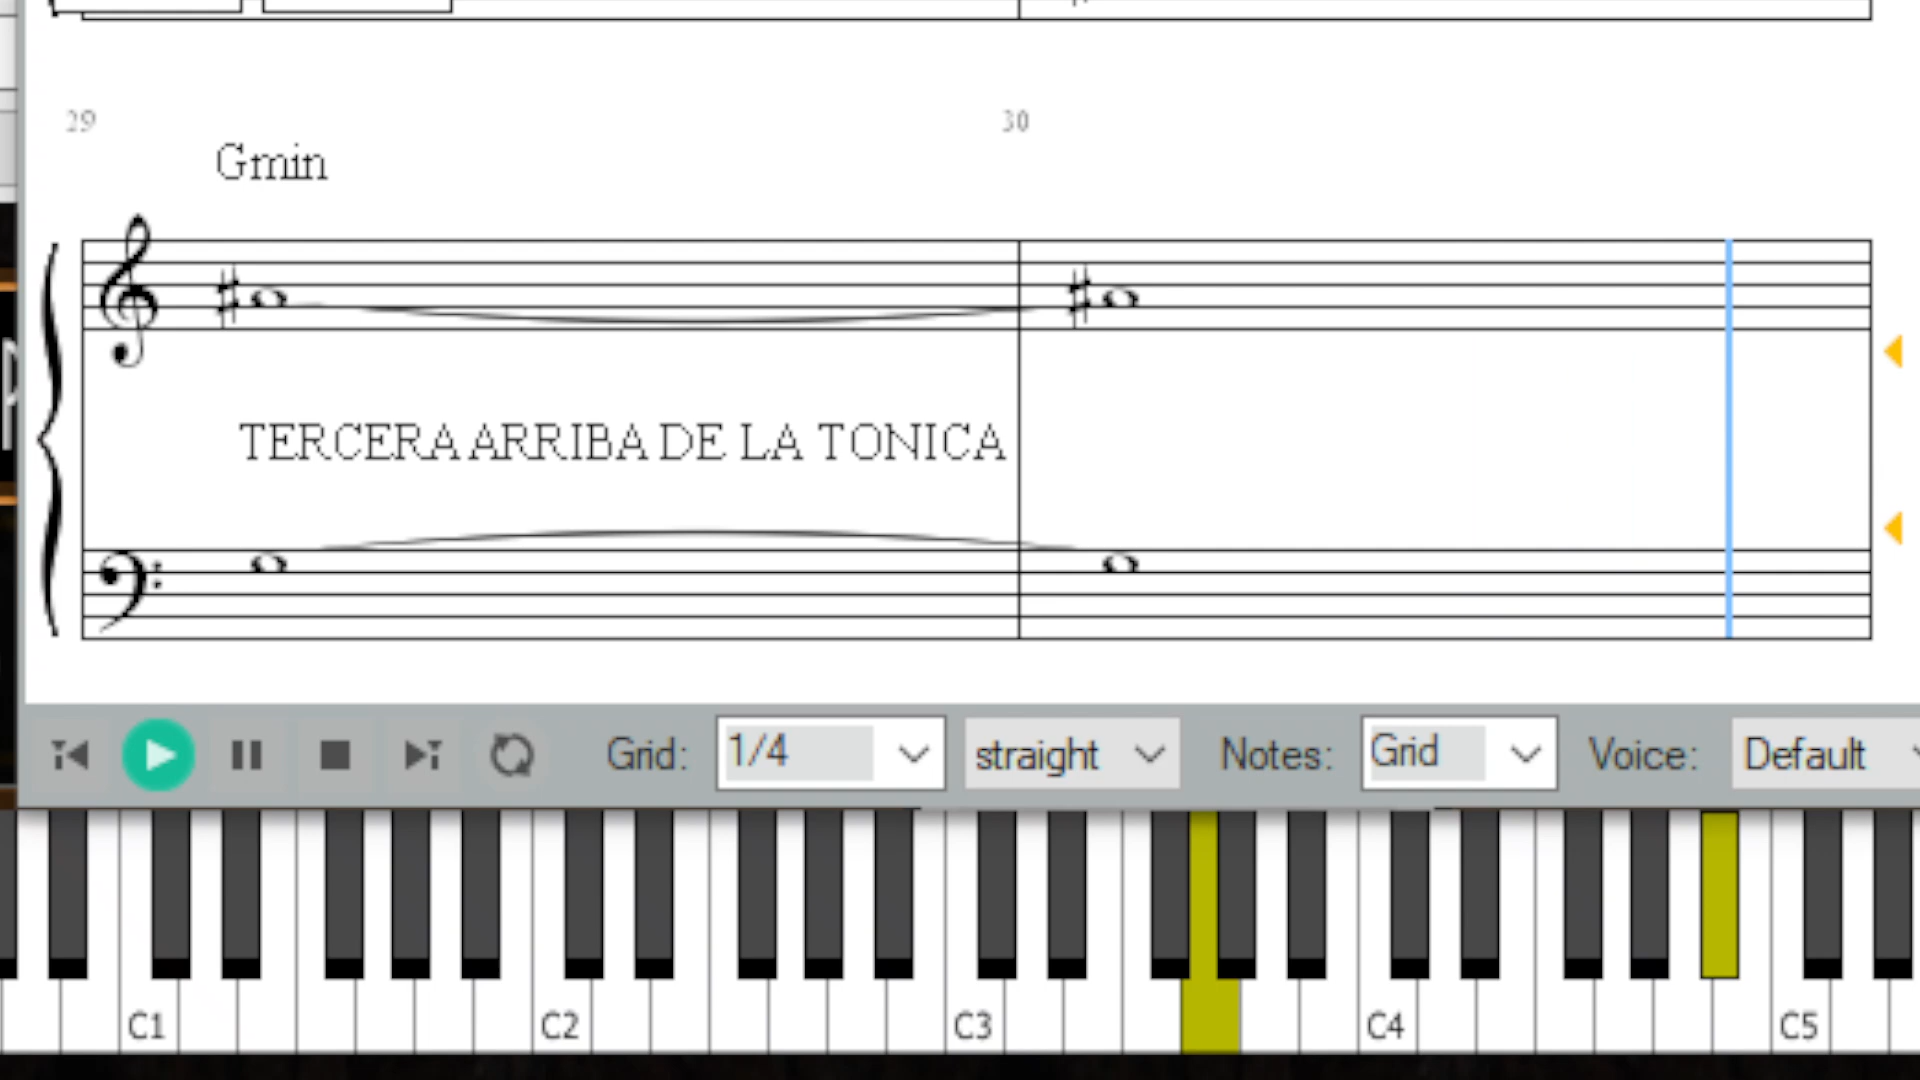 29 30
Gmin
TERCERA ARRIBA DE LA TONICA
Grid: 1/4 straight Notes: Grid Voice: Default
C1 C2 C3 C4 C5